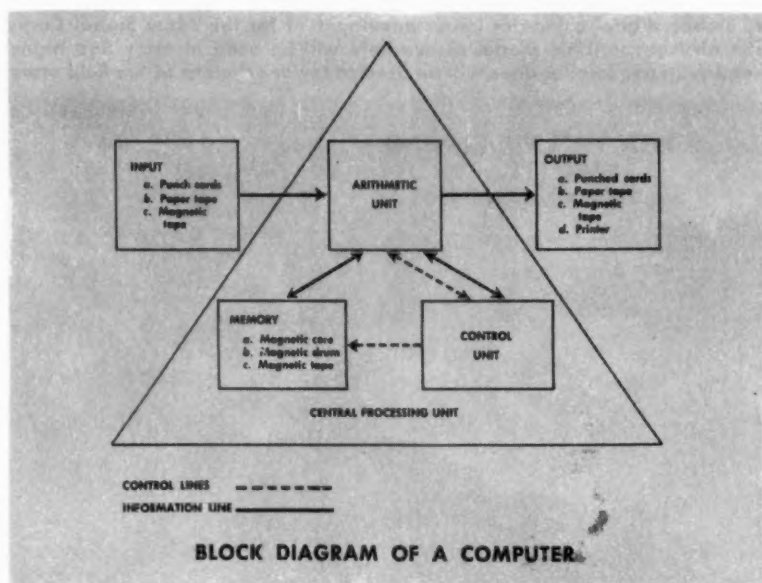 INPUT
a. Punch cards
b. Paper tape
c. Magnetic
tape
ARITHMETIC
UNIT
OUTPUT
a. Punched cards
b. Paper tape
c. Magnetic
tape
d. Printer
MEMORY
a. Magnetic core
b. Magnetic drum
c. Magnetic tape
CONTROL
UNIT
CENTRAL PROCESSING UNIT
CONTROL LINES
INFORMATION LINE
BLOCK DIAGRAM OF A COMPUTER